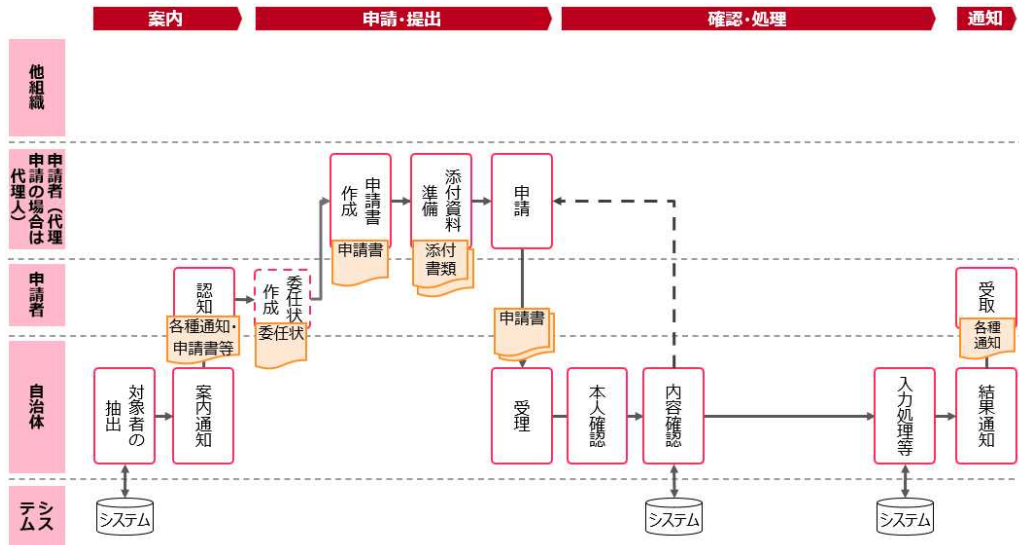 案内
申請・提出
確認・処理
通知
他組織
申請者(代理
申請の場合は
代理人)
申請書
作成
申請書
添付資料
準備
添付
書類
申請
申請者
認知
各種通知・
申請書等
委任状
作成
委任状
申請書
受取
各種
通知
自治体
対象者の
抽出
案内通知
受理
本人確認
内容確認
入力処理等
結果通知
シス
テム
システム
システム
システム